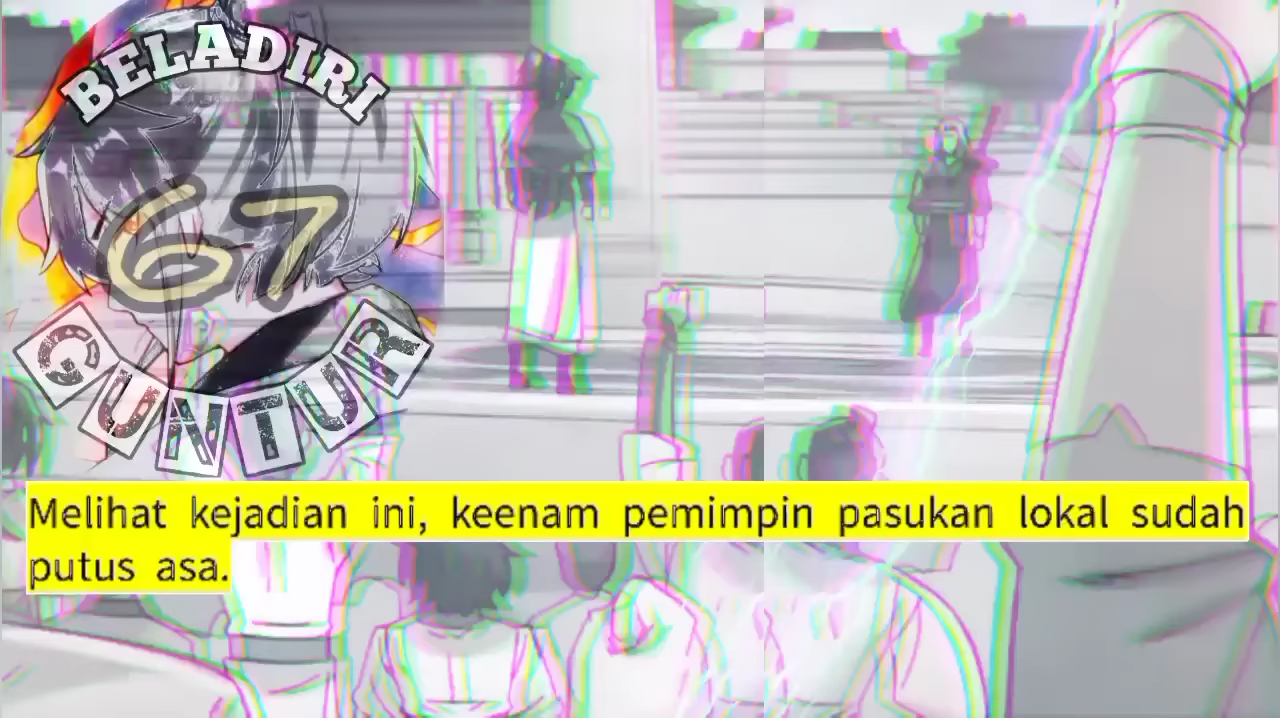 BELADIRI
67
GUNTUR
Melihat kejadian ini, keenam pemimpin pasukan lokal sudah
putus asa.